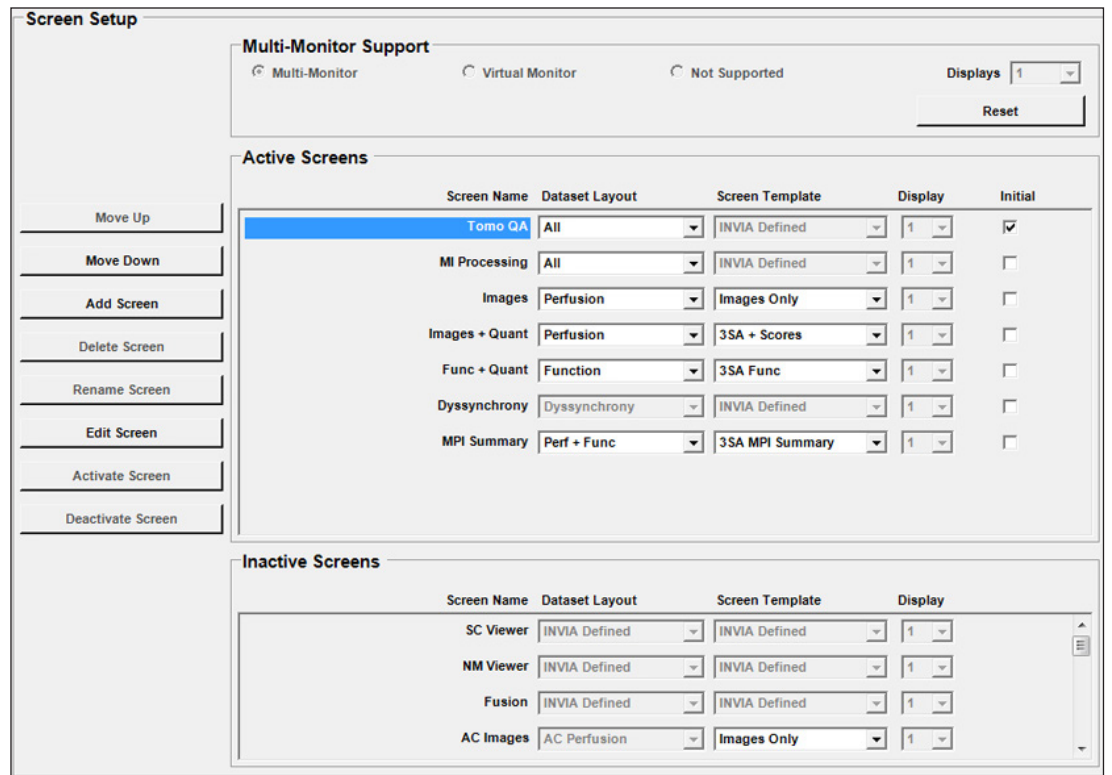 Screen Setup
Multi-Monitor Support
Multi-Monitor Virtual Monitor Not Supported Displays 1
Reset
Active Screens
Screen Name Dataset Layout Screen Template Display Initial
Move Up
Move Down
Add Screen
Delete Screen
Rename Screen
Edit Screen
Activate Screen
Deactivate Screen
Tomo QA All INVIA Defined 1
MI Processing All INVIA Defined 1
Images Perfusion Images Only 1
Images + Quant Perfusion 3SA + Scores 1
Func + Quant Function 3SA Func 1
Dyssynchrony Dyssynchrony INVIA Defined 1
MPI Summary Perf + Func 3SA MPI Summary 1
Inactive Screens
Screen Name Dataset Layout Screen Template Display
SC Viewer INVIA Defined INVIA Defined 1
NM Viewer INVIA Defined INVIA Defined 1
Fusion INVIA Defined INVIA Defined 1
AC Images AC Perfusion Images Only 1